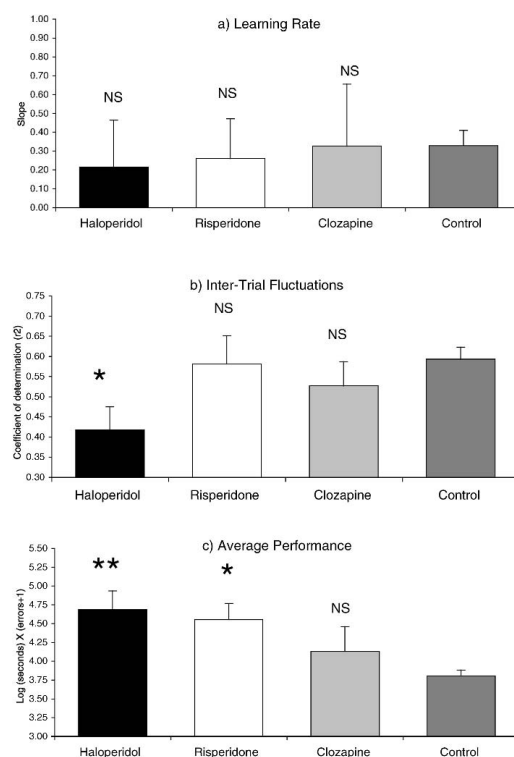 a) Learning Rate
1.00
0.90
0.80
0.70
0.60
0.50
0.40
0.30
0.20
0.10
0.00
Slope
NS
NS
NS
Haloperidol Risperidone Clozapine Control
b) Inter-Trial Fluctuations
0.75
0.70
0.65
0.60
0.55
0.50
0.45
0.40
0.35
0.30
Coefficient of determination (r2)
*
NS
NS
Haloperidol Risperidone Clozapine Control
c) Average Performance
5.50
5.25
5.00
4.75
4.50
4.25
4.00
3.75
3.50
3.25
3.00
Log (seconds) X (errors+1)
**
*
NS
Haloperidol Risperidone Clozapine Control